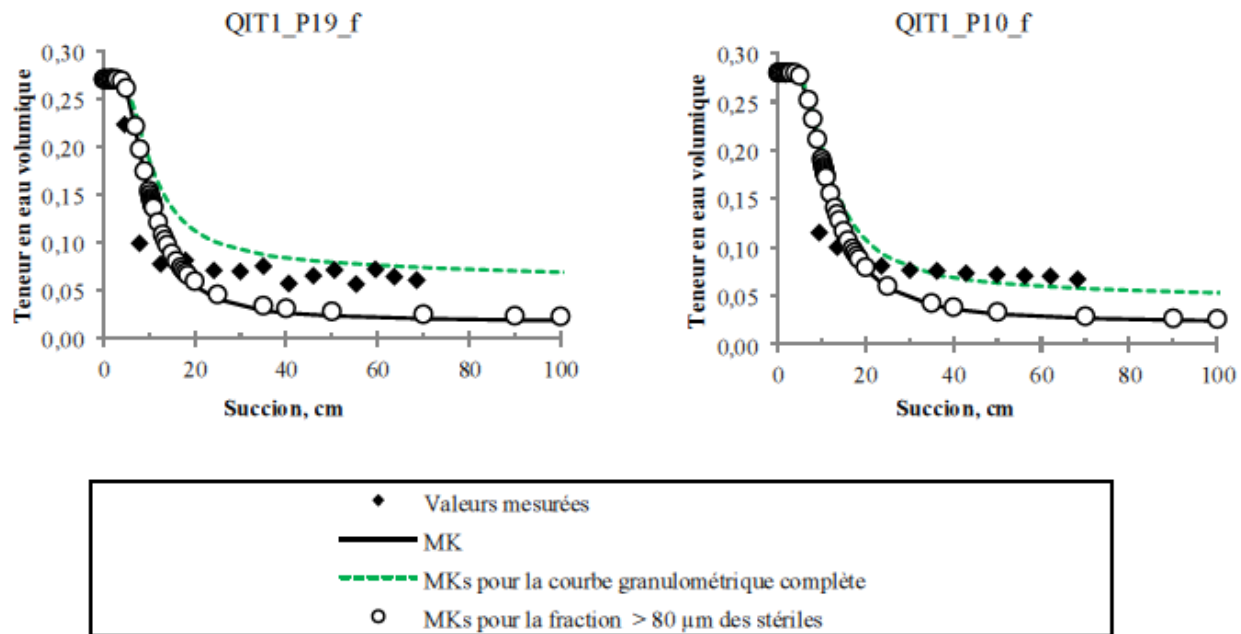 QIT1_P19_f
0,30
0,25
0,20
0,15
0,10
0,05
0,00
Teneur en eau volumique
0 20 40 60 80 100
Succion, cm
QIT1_P10_f
0,30
0,25
0,20
0,15
0,10
0,05
0,00
Teneur en eau volumique
0 20 40 60 80 100
Succion, cm
Valeurs mesurées
MK
MKs pour la courbe granulométrique complète
MKs pour la fraction > 80 µm des stériles